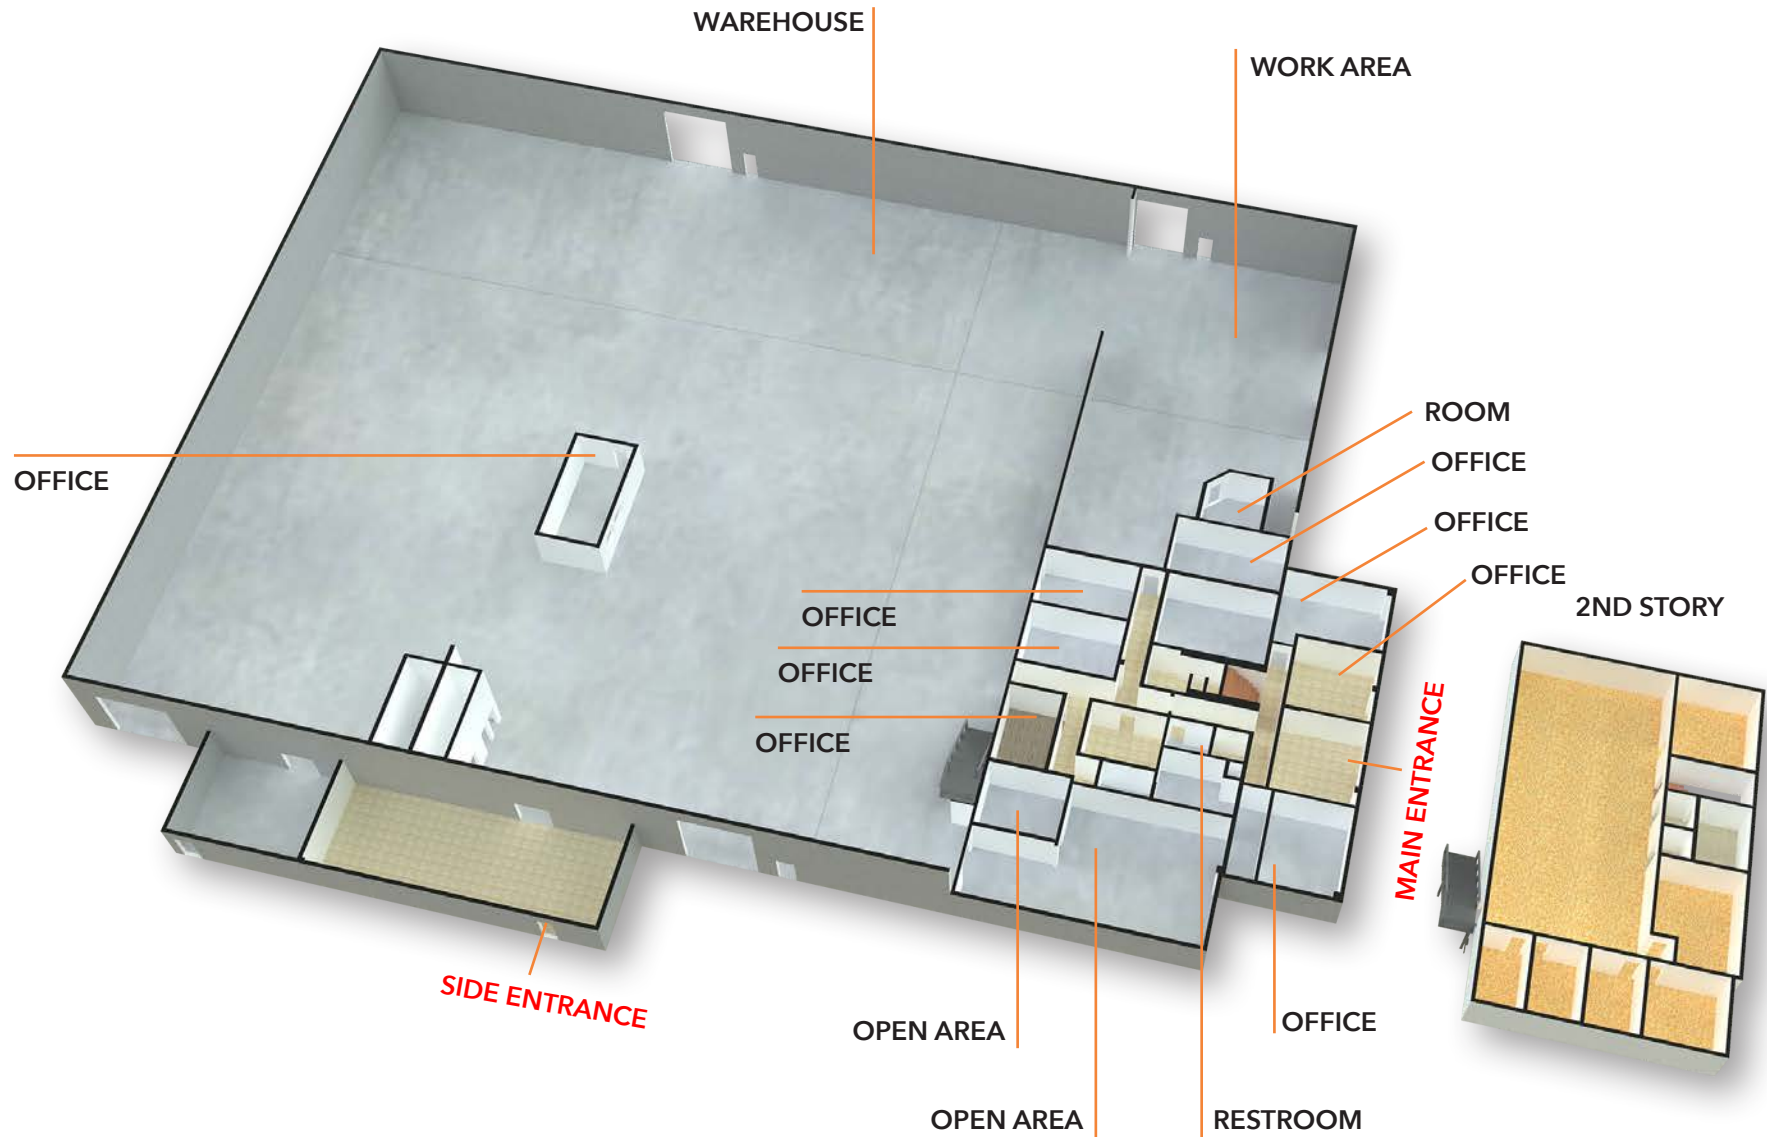 WAREHOUSE
WORK AREA
ROOM
OFFICE
OFFICE
OFFICE
OFFICE
2ND STORY
OFFICE
OFFICE
OFFICE
MAIN ENTRANCE
SIDE ENTRANCE
OPEN AREA
OFFICE
OPEN AREA
RESTROOM